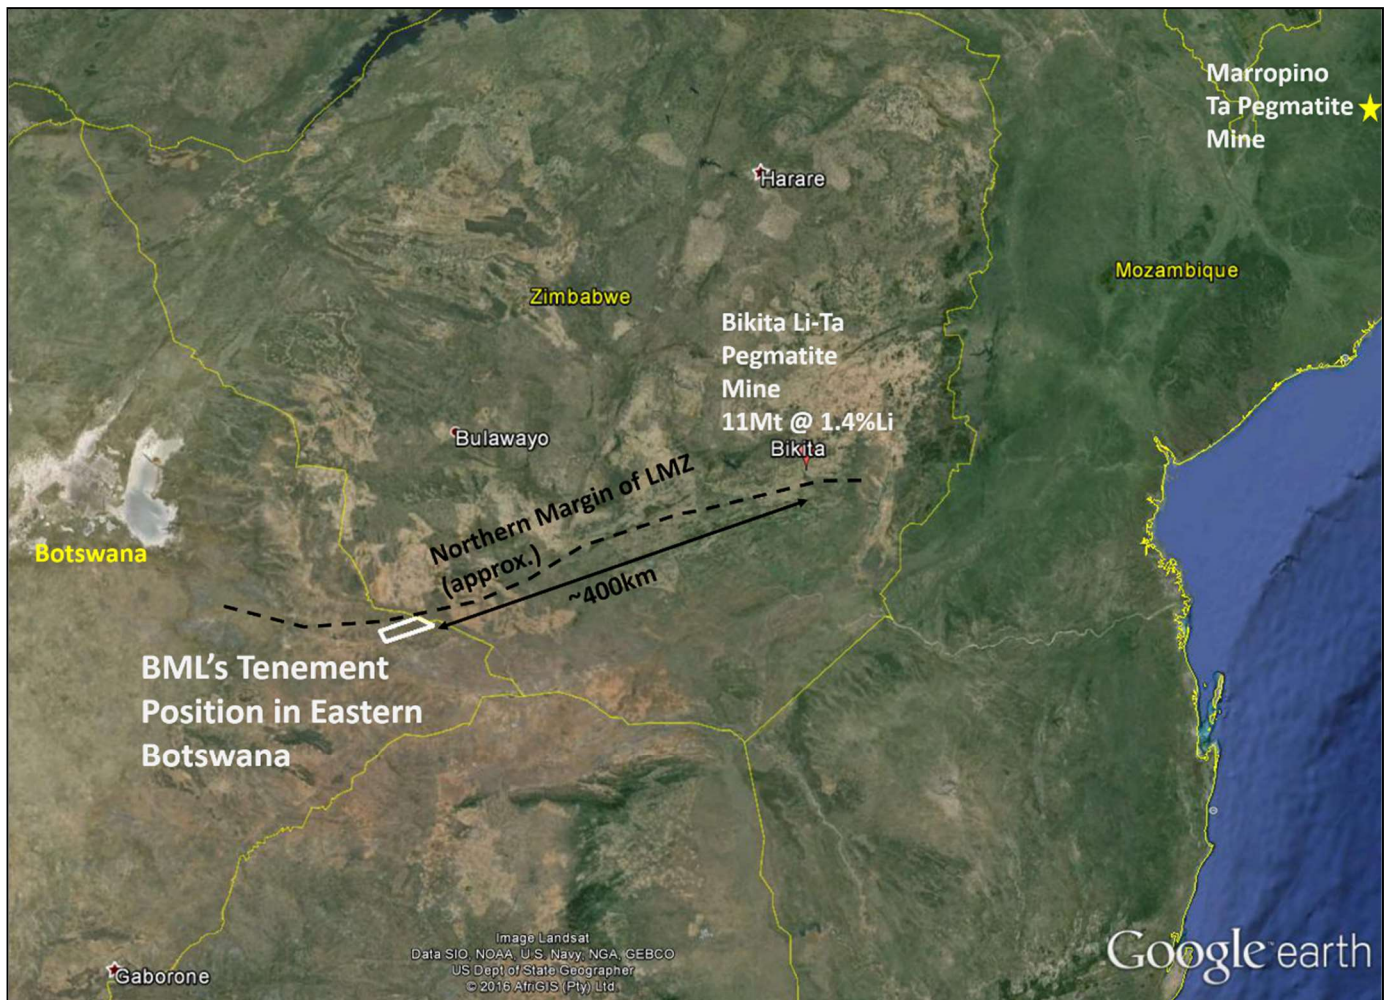 Marropino
Ta Pegmatite
Mine
Harare
Mozambique
Zimbabwe
Bikita Li-Ta
Pegmatite
Mine
11Mt @ 1.4%Li
Bulawayo
Bikita
Northern Margin of LMZ
(approx.)
~400km
Botswana
BML's Tenement
Position in Eastern
Botswana
Image Landsat
Data SIO, NOAA, U.S. Navy, NGA, GEBCO
US Dept of State Geographer
© 2016 AfriGIS (Pty) Ltd.
Google earth
Gaborone